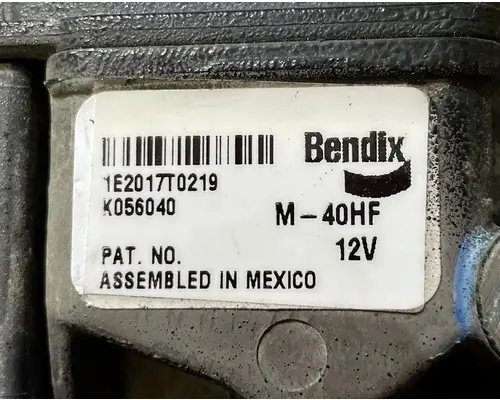 Bendix
1E2017T0219
K056040
M-40HF
PAT. NO.
12V
ASSEMBLED IN MEXICO